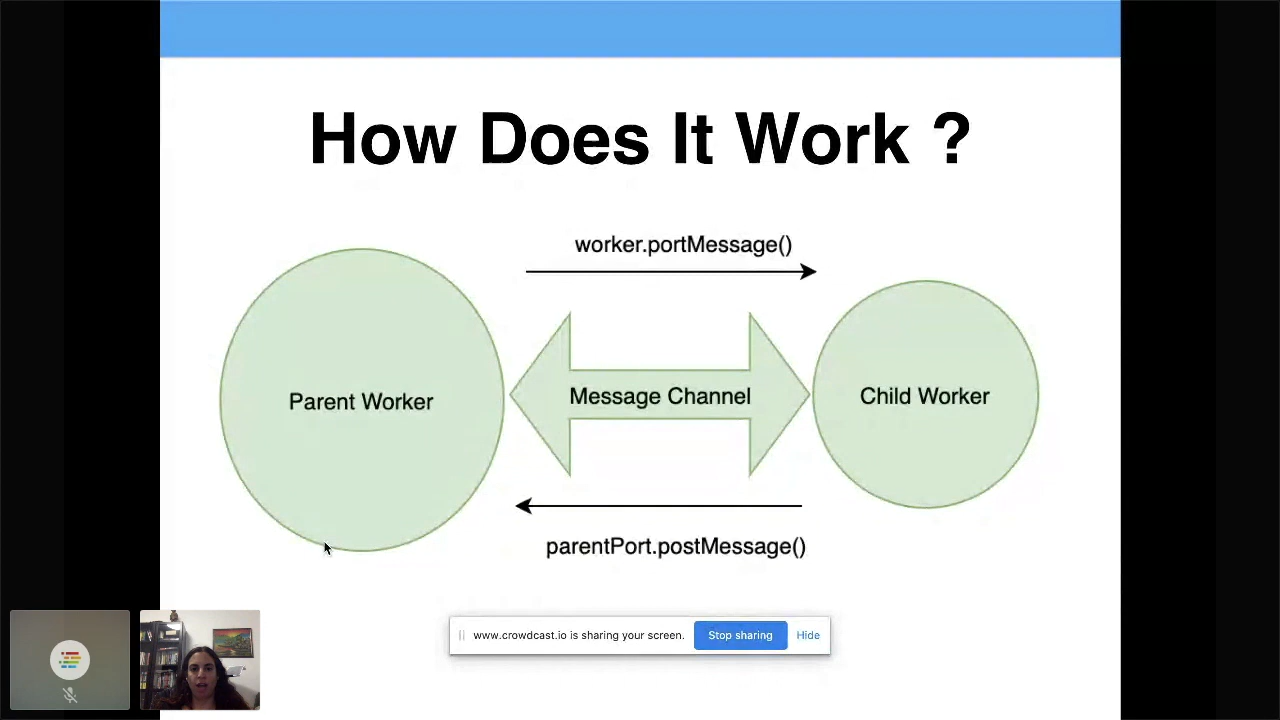 How Does It Work ?
worker.portMessage()
Parent Worker
Message Channel
Child Worker
parentPort.postMessage()
www.crowdcast.io is sharing your screen.
Stop sharing
Hide